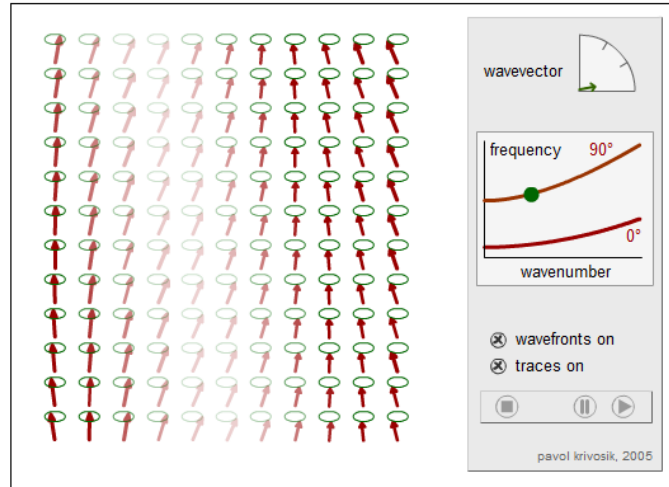 wavevector
frequency 90°
0°
wavenumber
wavefronts on
traces on
pavol krivosik, 2005